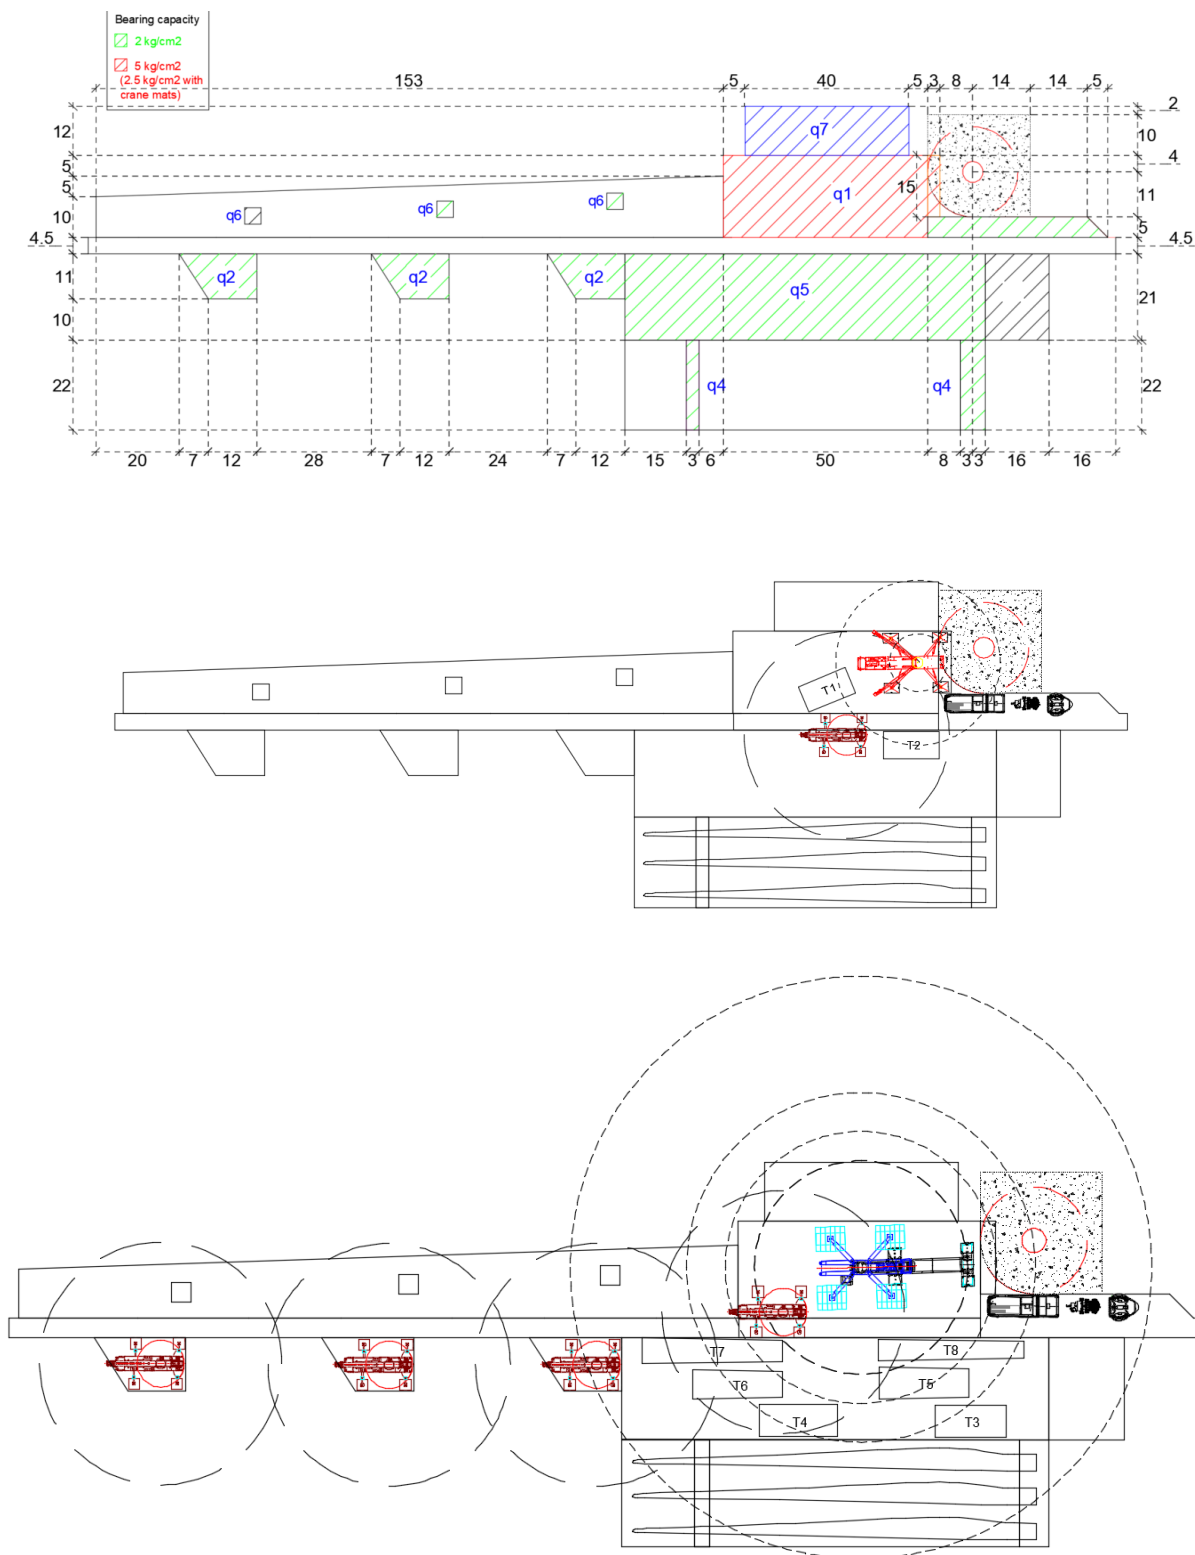 Bearing capacity
2 kg/cm2
5 kg/cm2
(2.5 kg/cm2 with
crane mats)
153
5
40
5
3
8
14
14
5
12
5
5
10
4.5
11
10
22
2
10
4
11
5
4.5
21
22
15
q7
q1
q6
q6
q6
q2
q2
q2
q5
q4
q4
20
7
12
28
7
12
24
7
12
15
3
6
50
8
3
3
16
16
T1
T2
T7
T8
T6
T5
T4
T3